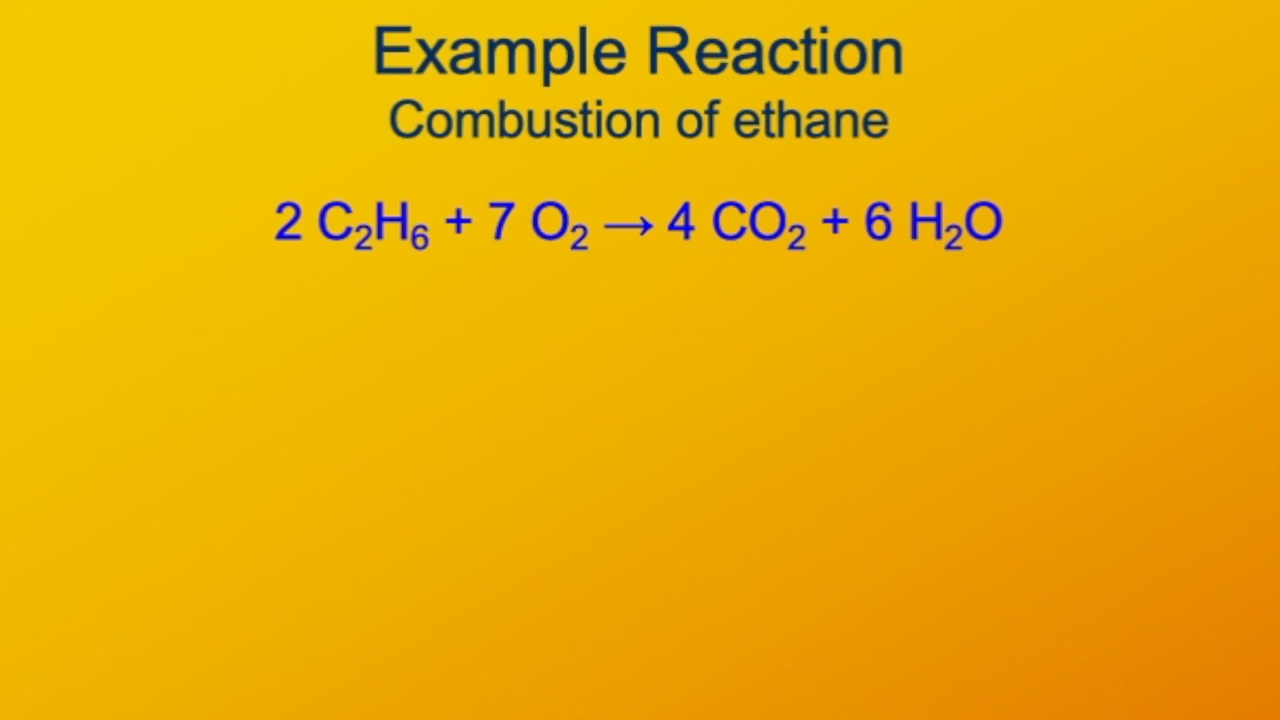 Example Reaction
Combustion of ethane
2 C₂H₆ + 7 O₂ → 4 CO₂ + 6 H₂O